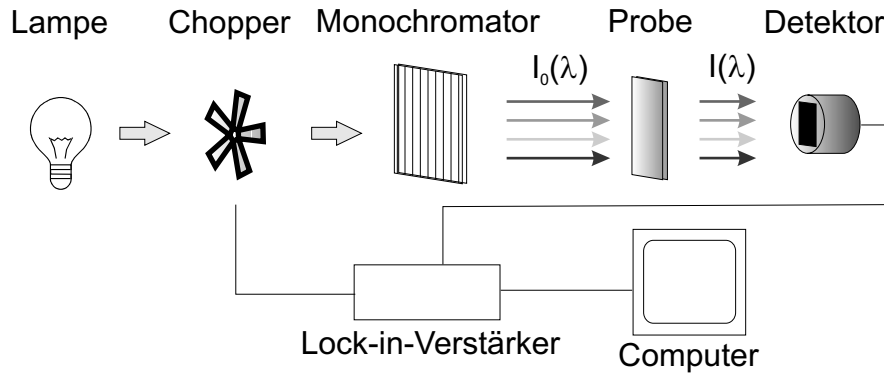 Lampe
Chopper
Monochromator
Probe
Detektor
I₀(λ)
I(λ)
Lock-in-Verstärker
Computer